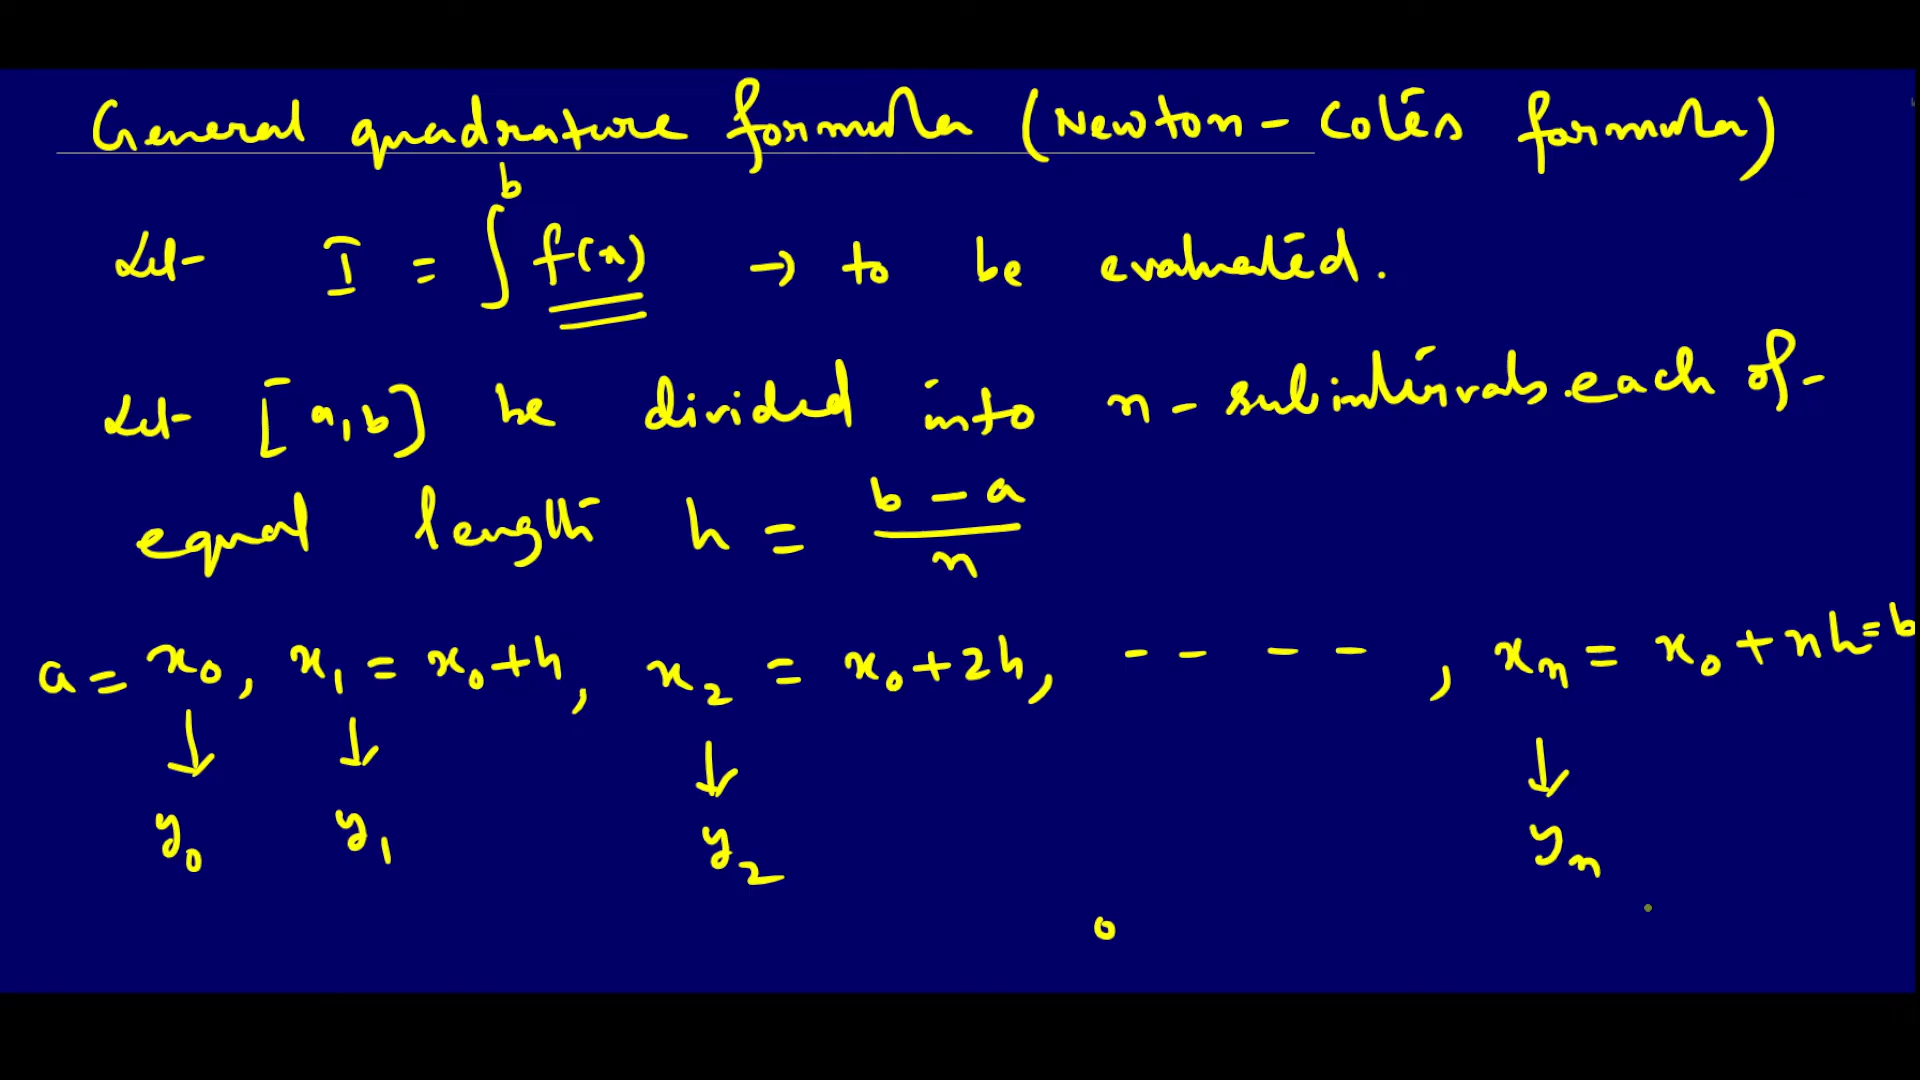 General quadrature formula (Newton-Cotes formula)
b
Let I = ∫ f(x) → to be evaluated.
Let [a,b] be divided into n-subintervals each of
equal length h = (b-a)/n
a = x₀, x₁ = x₀+h, x₂ = x₀+2h, -- -- , xₙ = x₀+nh=b
↓ ↓ ↓ ↓
y₀ y₁ y₂ yₙ
o